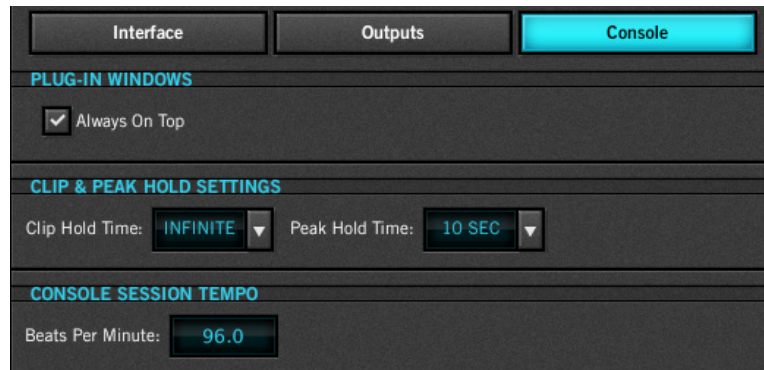 Interface Outputs Console
PLUG-IN WINDOWS
Always On Top
CLIP & PEAK HOLD SETTINGS
Clip Hold Time: INFINITE Peak Hold Time: 10 SEC
CONSOLE SESSION TEMPO
Beats Per Minute: 96.0